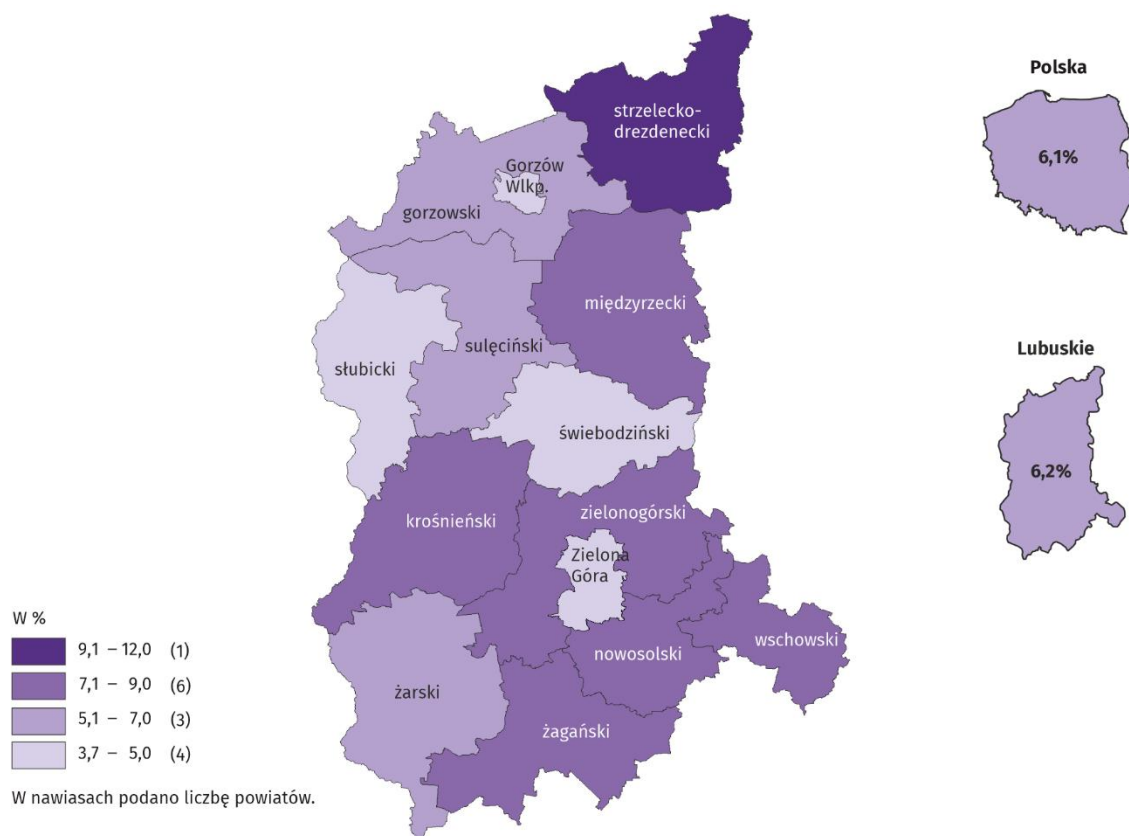 strzelecko-
drezdenecki
Gorzów
Wlkp.
gorzowski
międzyrzecki
sulęciński
słubicki
świebodziński
krośnieński
zielonogórski
Zielona
Góra
wschowski
nowosolski
żarski
żagański
Polska
6,1%
Lubuskie
6,2%
W %
9,1 – 12,0 (1)
7,1 – 9,0 (6)
5,1 – 7,0 (3)
3,7 – 5,0 (4)
W nawiasach podano liczbę powiatów.